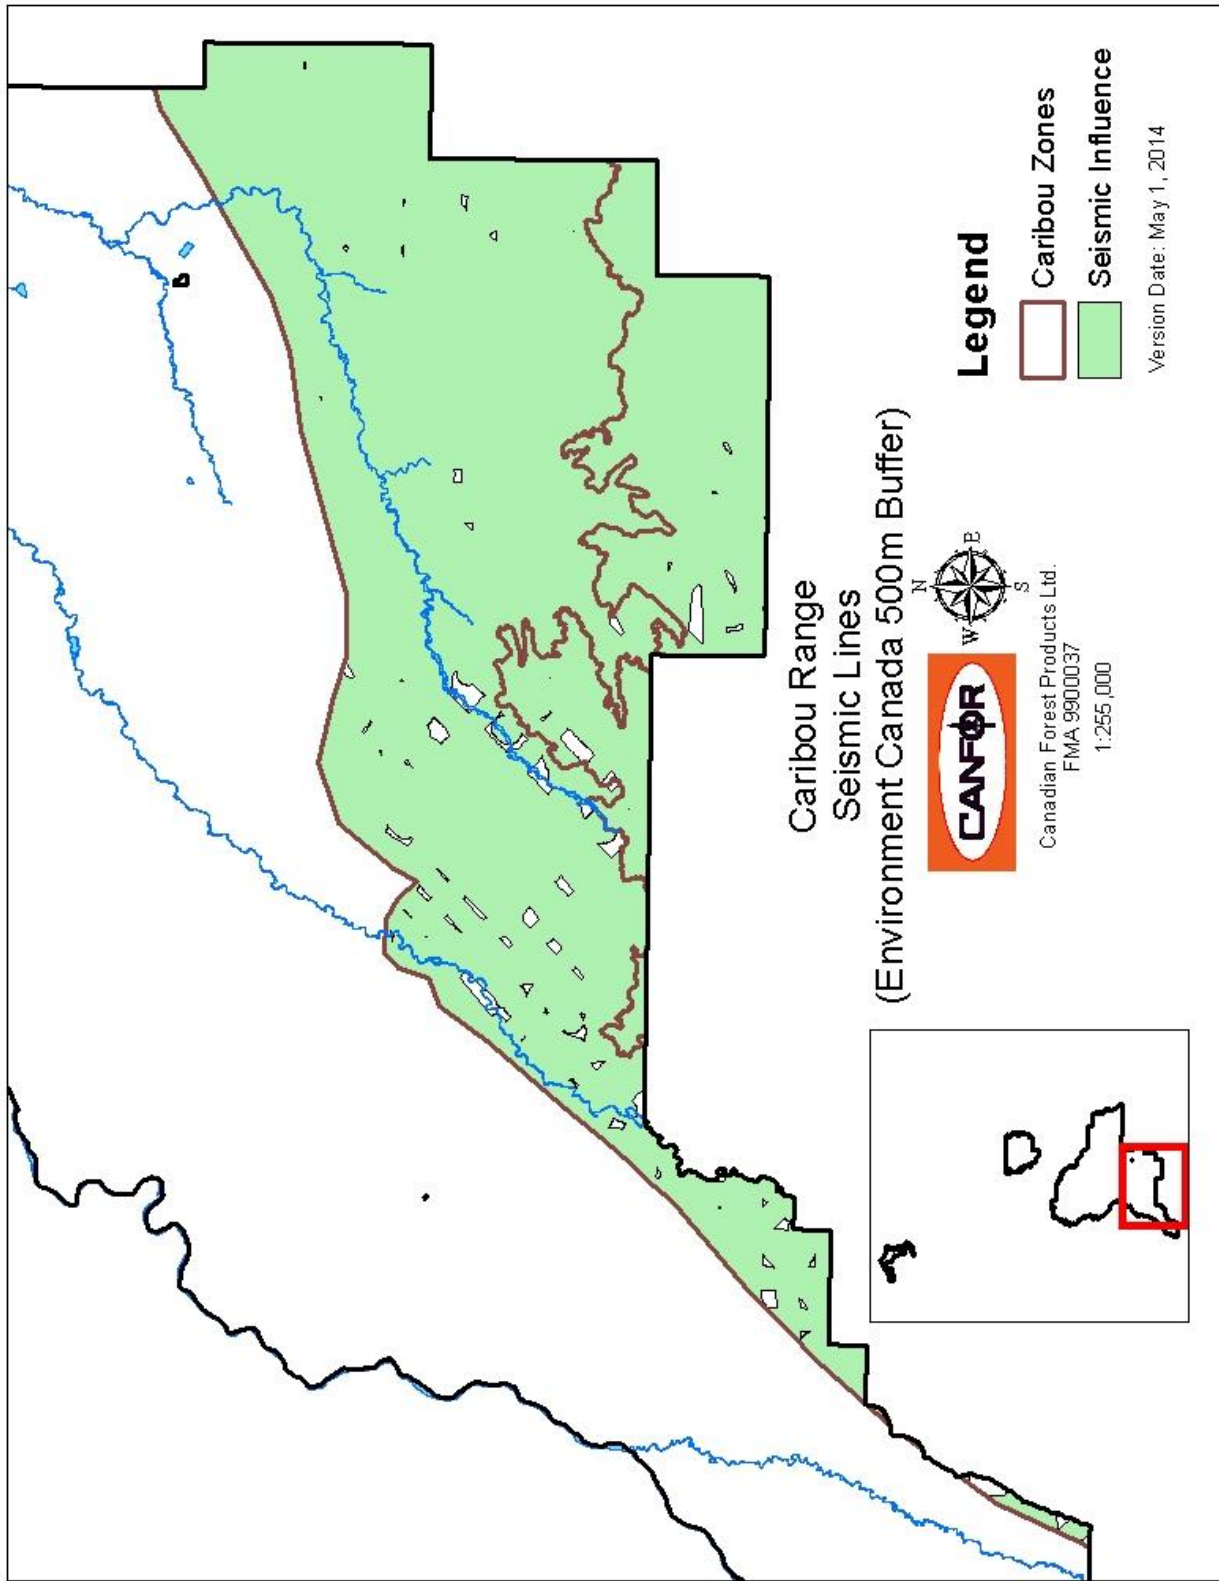 Caribou Range
Seismic Lines
(Environment Canada 500m Buffer)
CANFOR
N
W
E
S
Canadian Forest Products Ltd.
FMA 9900037
1:255,000
Legend
Caribou Zones
Seismic Influence
Version Date: May 1, 2014